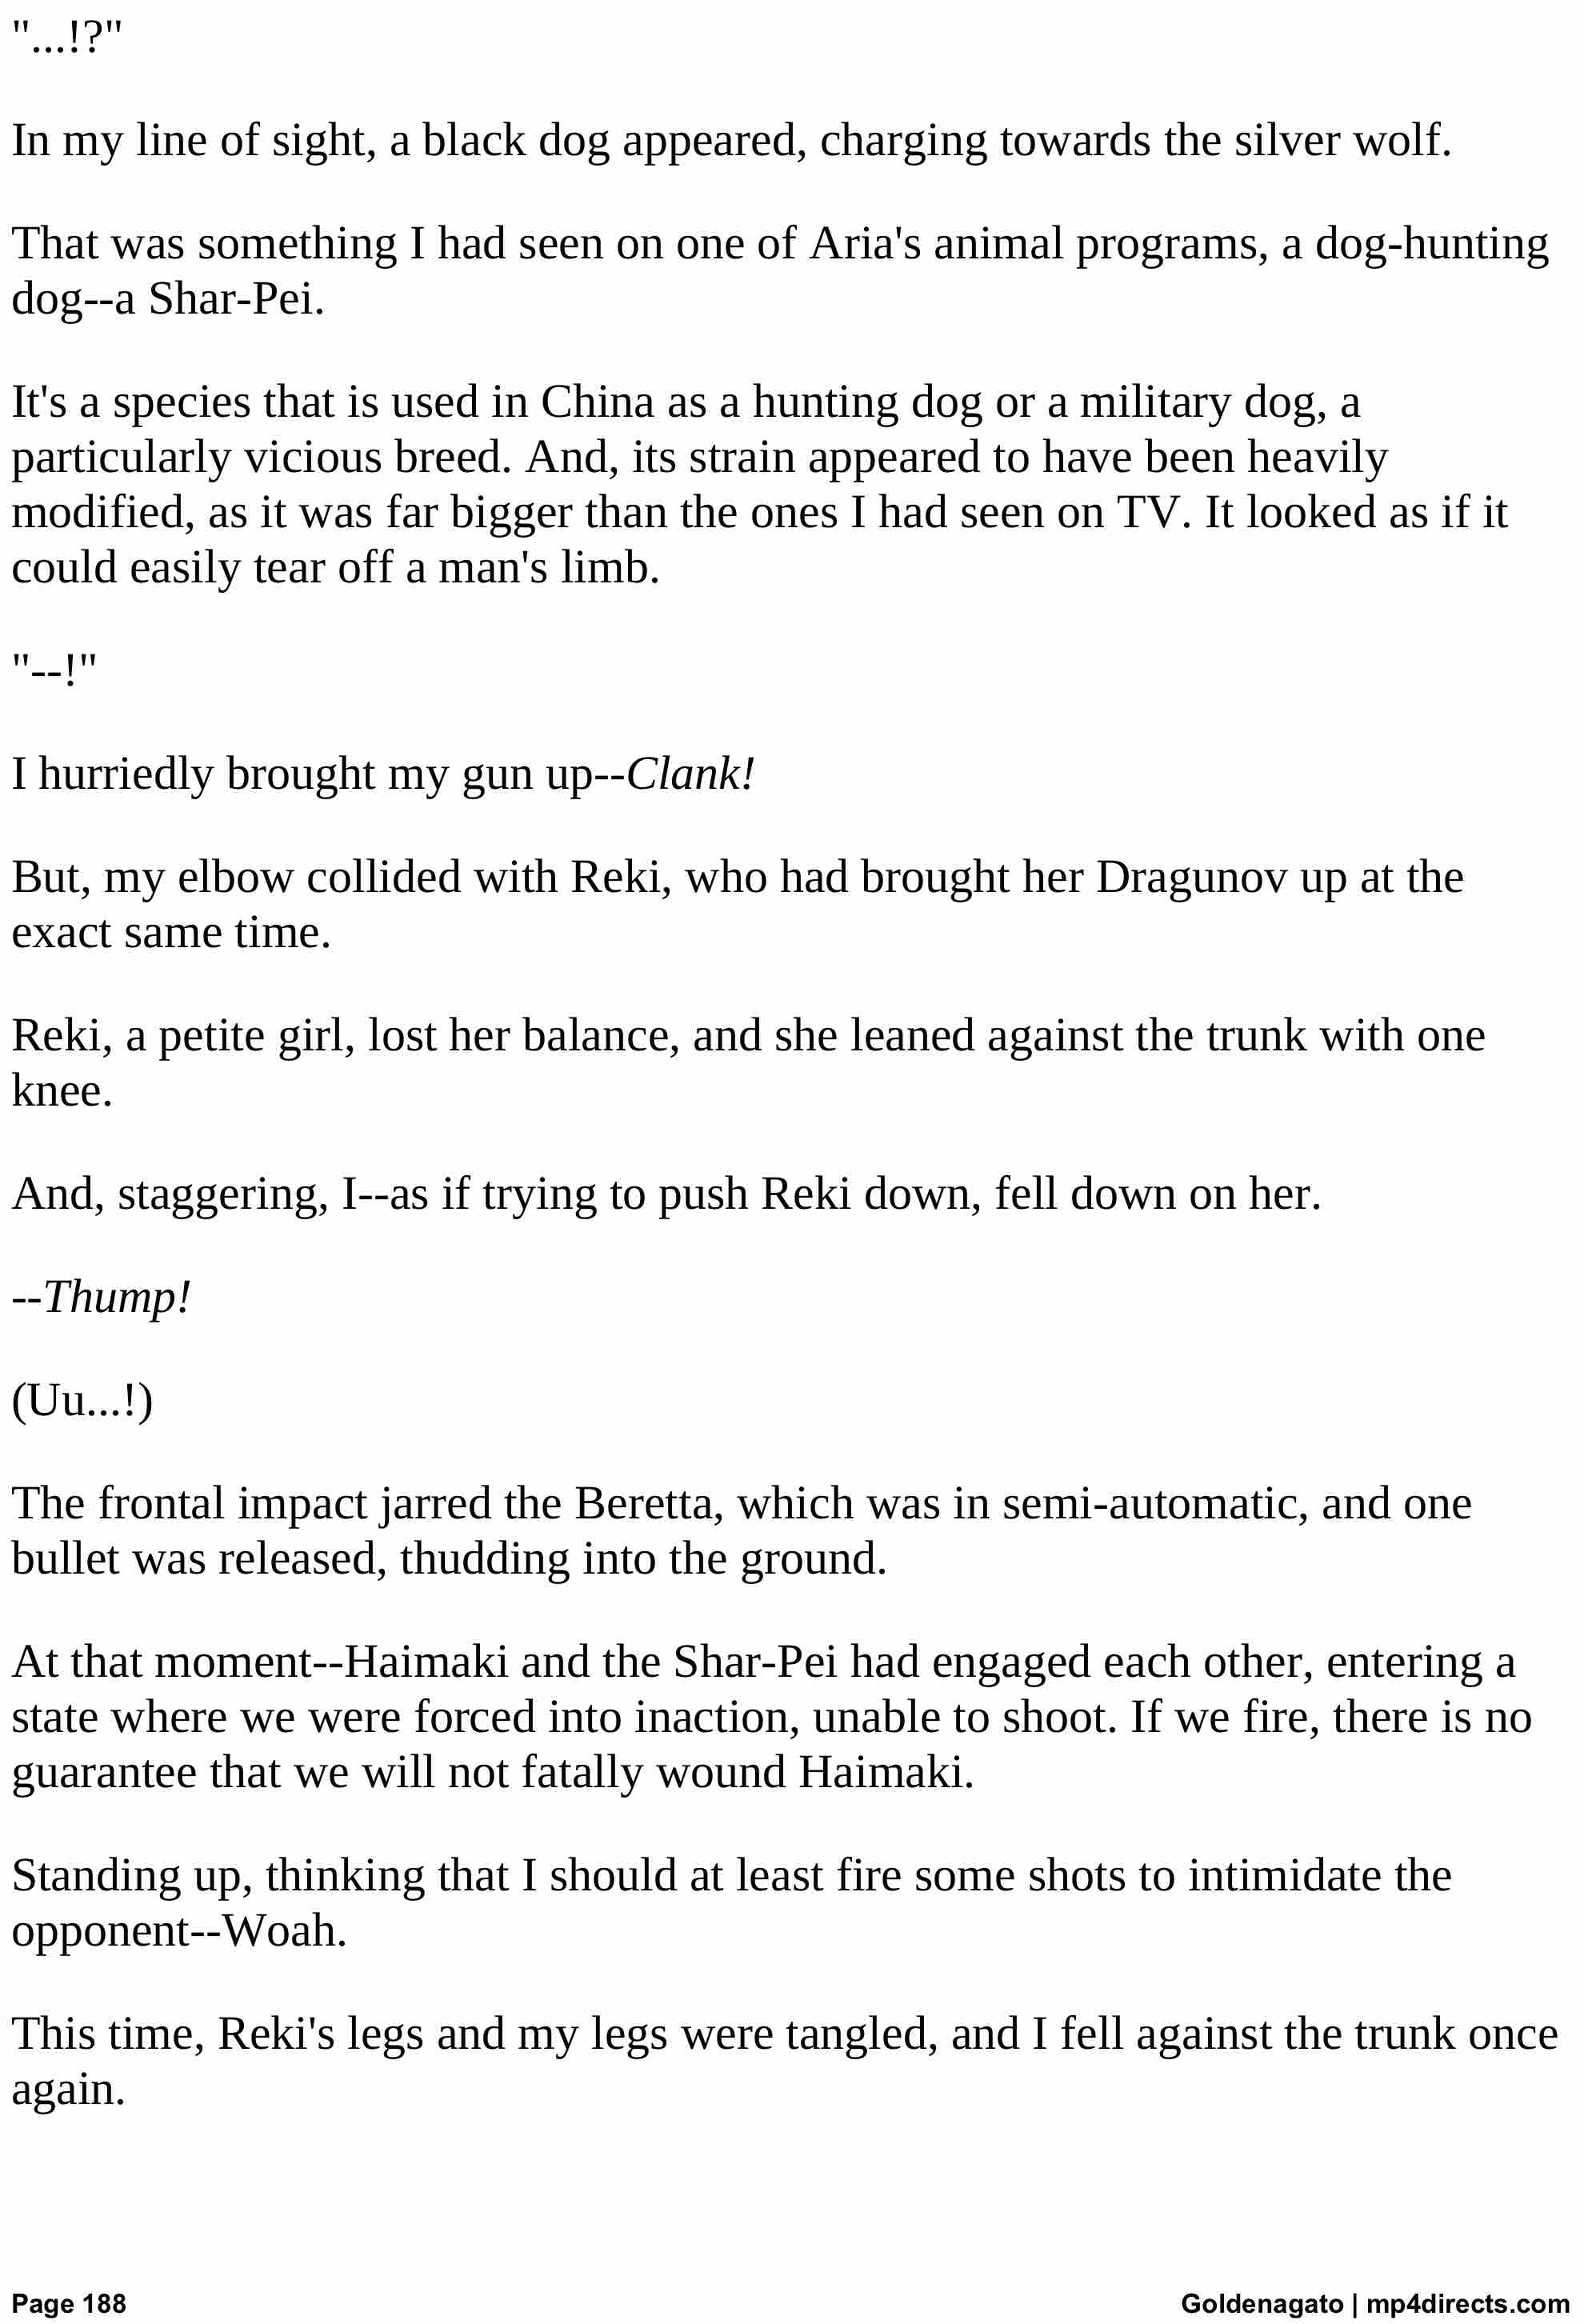 "...!?"
In my line of sight, a black dog appeared, charging towards the silver wolf.
That was something I had seen on one of Aria's animal programs, a dog-hunting
dog--a Shar-Pei.
It's a species that is used in China as a hunting dog or a military dog, a
particularly vicious breed. And, its strain appeared to have been heavily
modified, as it was far bigger than the ones I had seen on TV. It looked as if it
could easily tear off a man's limb.
"--!"
I hurriedly brought my gun up--Clank!
But, my elbow collided with Reki, who had brought her Dragunov up at the
exact same time.
Reki, a petite girl, lost her balance, and she leaned against the trunk with one
knee.
And, staggering, I--as if trying to push Reki down, fell down on her.
--Thump!
(Uu...!)
The frontal impact jarred the Beretta, which was in semi-automatic, and one
bullet was released, thudding into the ground.
At that moment--Haimaki and the Shar-Pei had engaged each other, entering a
state where we were forced into inaction, unable to shoot. If we fire, there is no
guarantee that we will not fatally wound Haimaki.
Standing up, thinking that I should at least fire some shots to intimidate the
opponent--Woah.
This time, Reki's legs and my legs were tangled, and I fell against the trunk once
again.
Page 188
Goldenagato | mp4directs.com